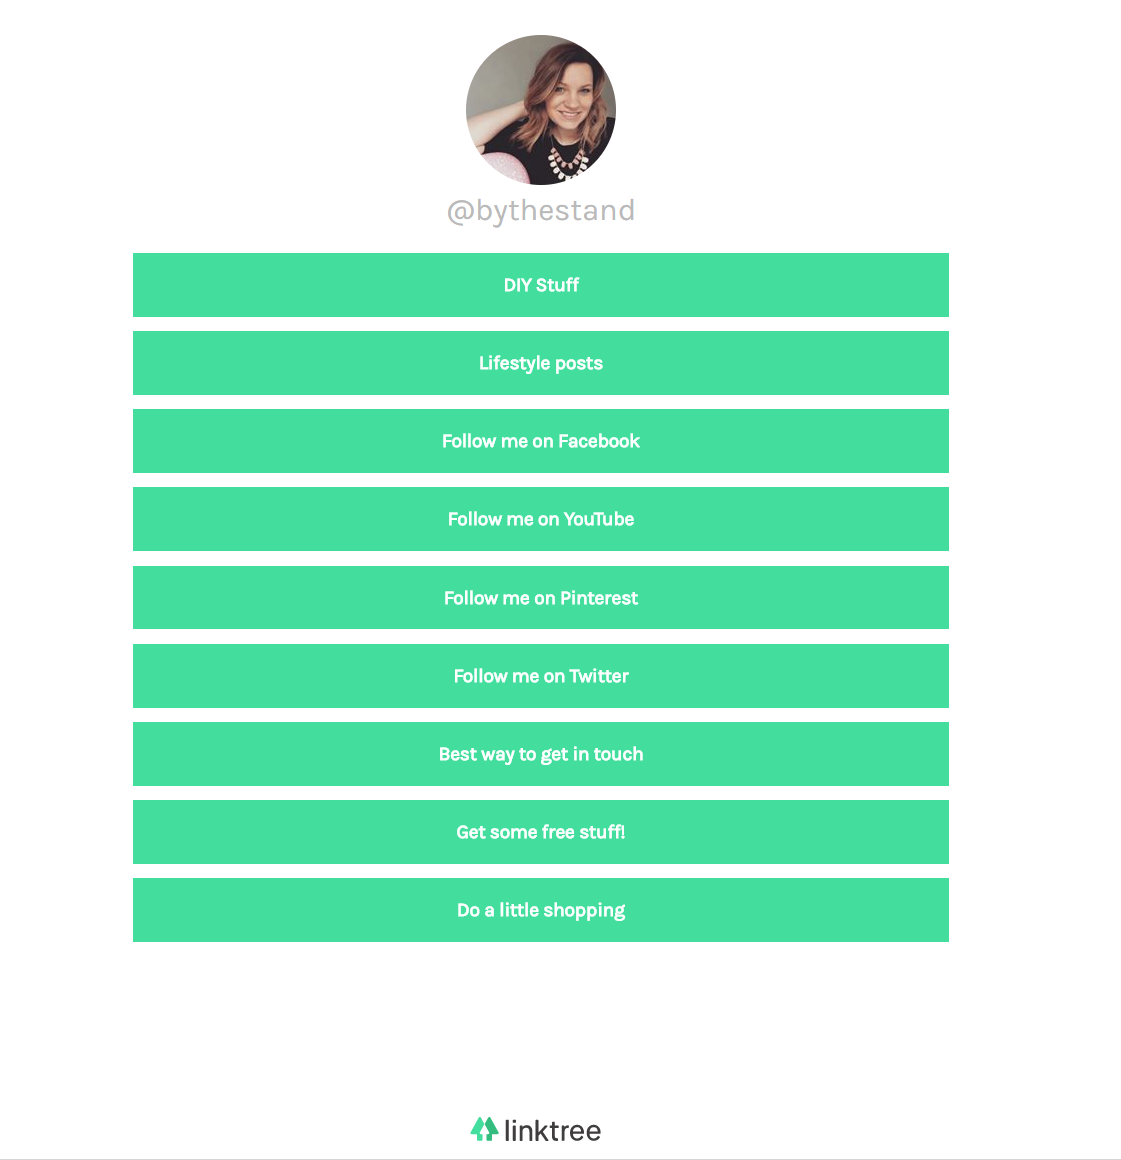 @bythestand
DIY Stuff
Lifestyle posts
Follow me on Facebook
Follow me on YouTube
Follow me on Pinterest
Follow me on Twitter
Best way to get in touch
Get some free stuff!
Do a little shopping
linktree